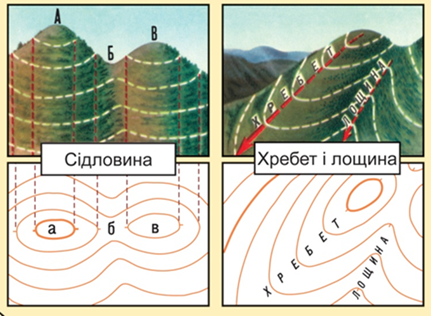 А
Б
В
ХРЕБЕТ
ЛОЩИНА
Сідловина
Хребет і лощина
а
б
в
ХРЕБЕТ
ЛОЩИНА